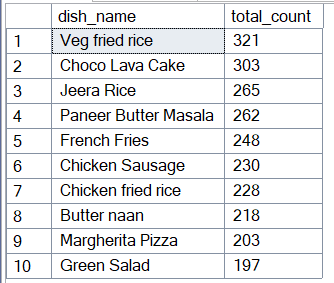 dish_name total_count
1 Veg fried rice 321
2 Choco Lava Cake 303
3 Jeera Rice 265
4 Paneer Butter Masala 262
5 French Fries 248
6 Chicken Sausage 230
7 Chicken fried rice 228
8 Butter naan 218
9 Margherita Pizza 203
10 Green Salad 197